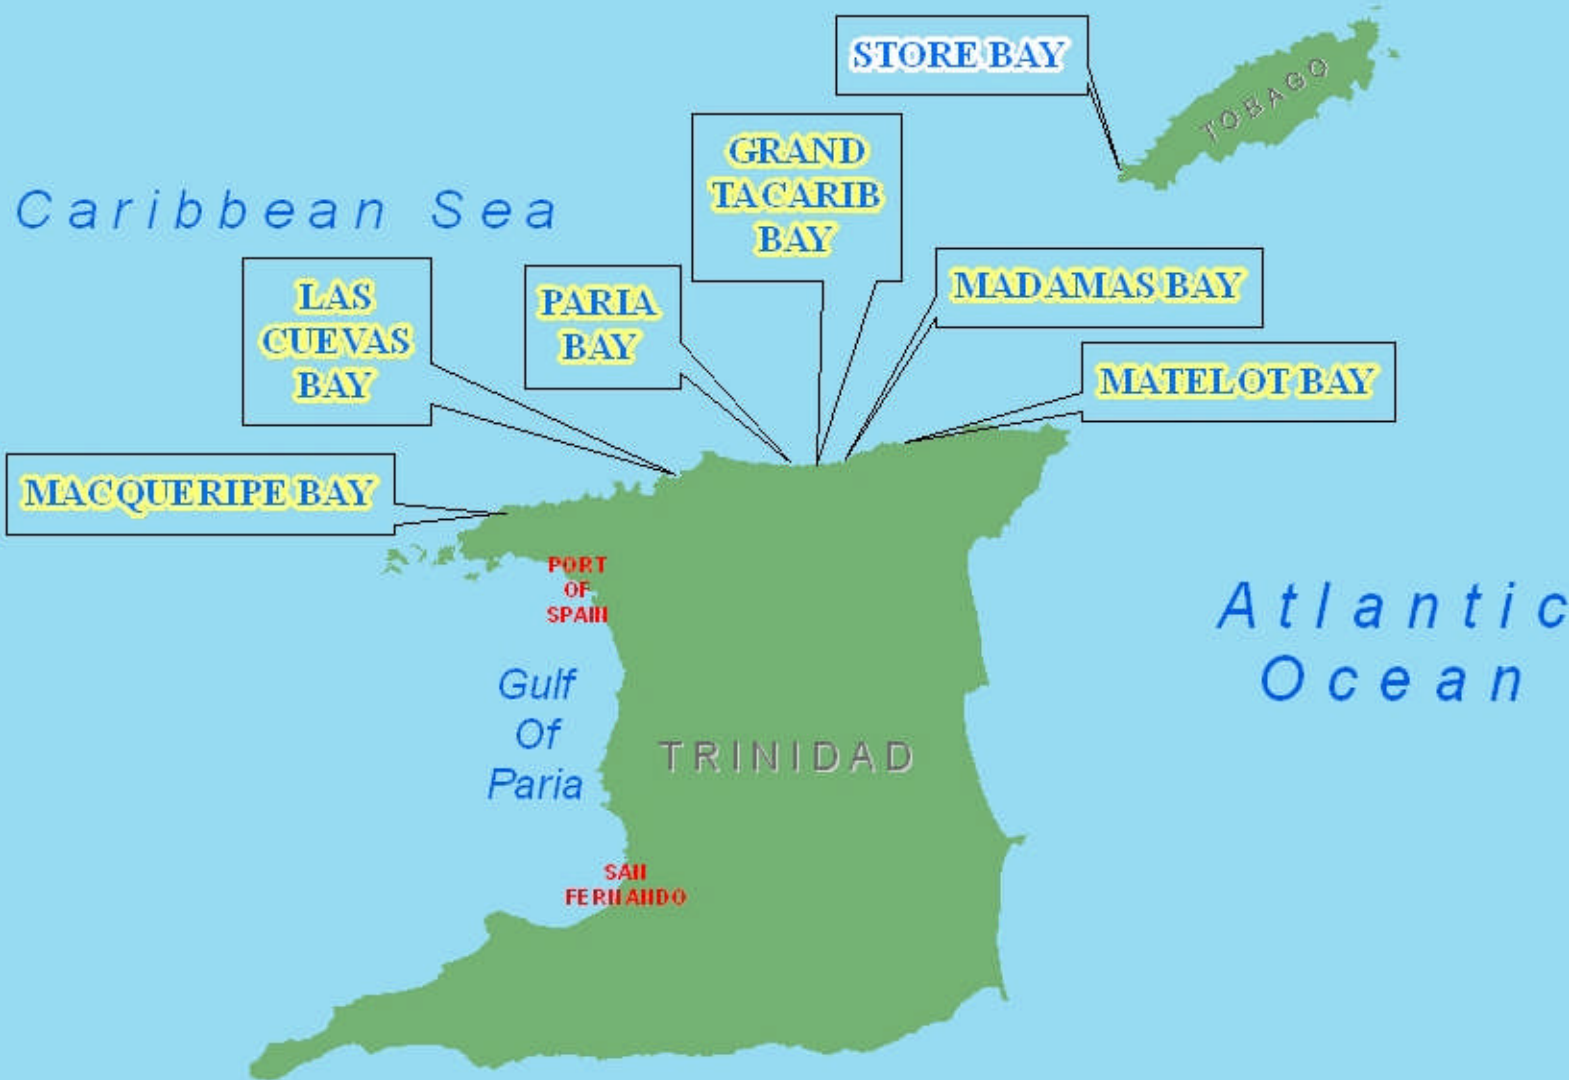 STORE BAY
TOBAGO
GRAND
TACARIB
BAY
Caribbean Sea
LAS
CUEVAS
BAY
PARIA
BAY
MADAMAS BAY
MATELOT BAY
MACQUERIPE BAY
PORT
OF
SPAIN
Atlantic
Ocean
Gulf
Of
Paria
TRINIDAD
SAN
FERNANDO